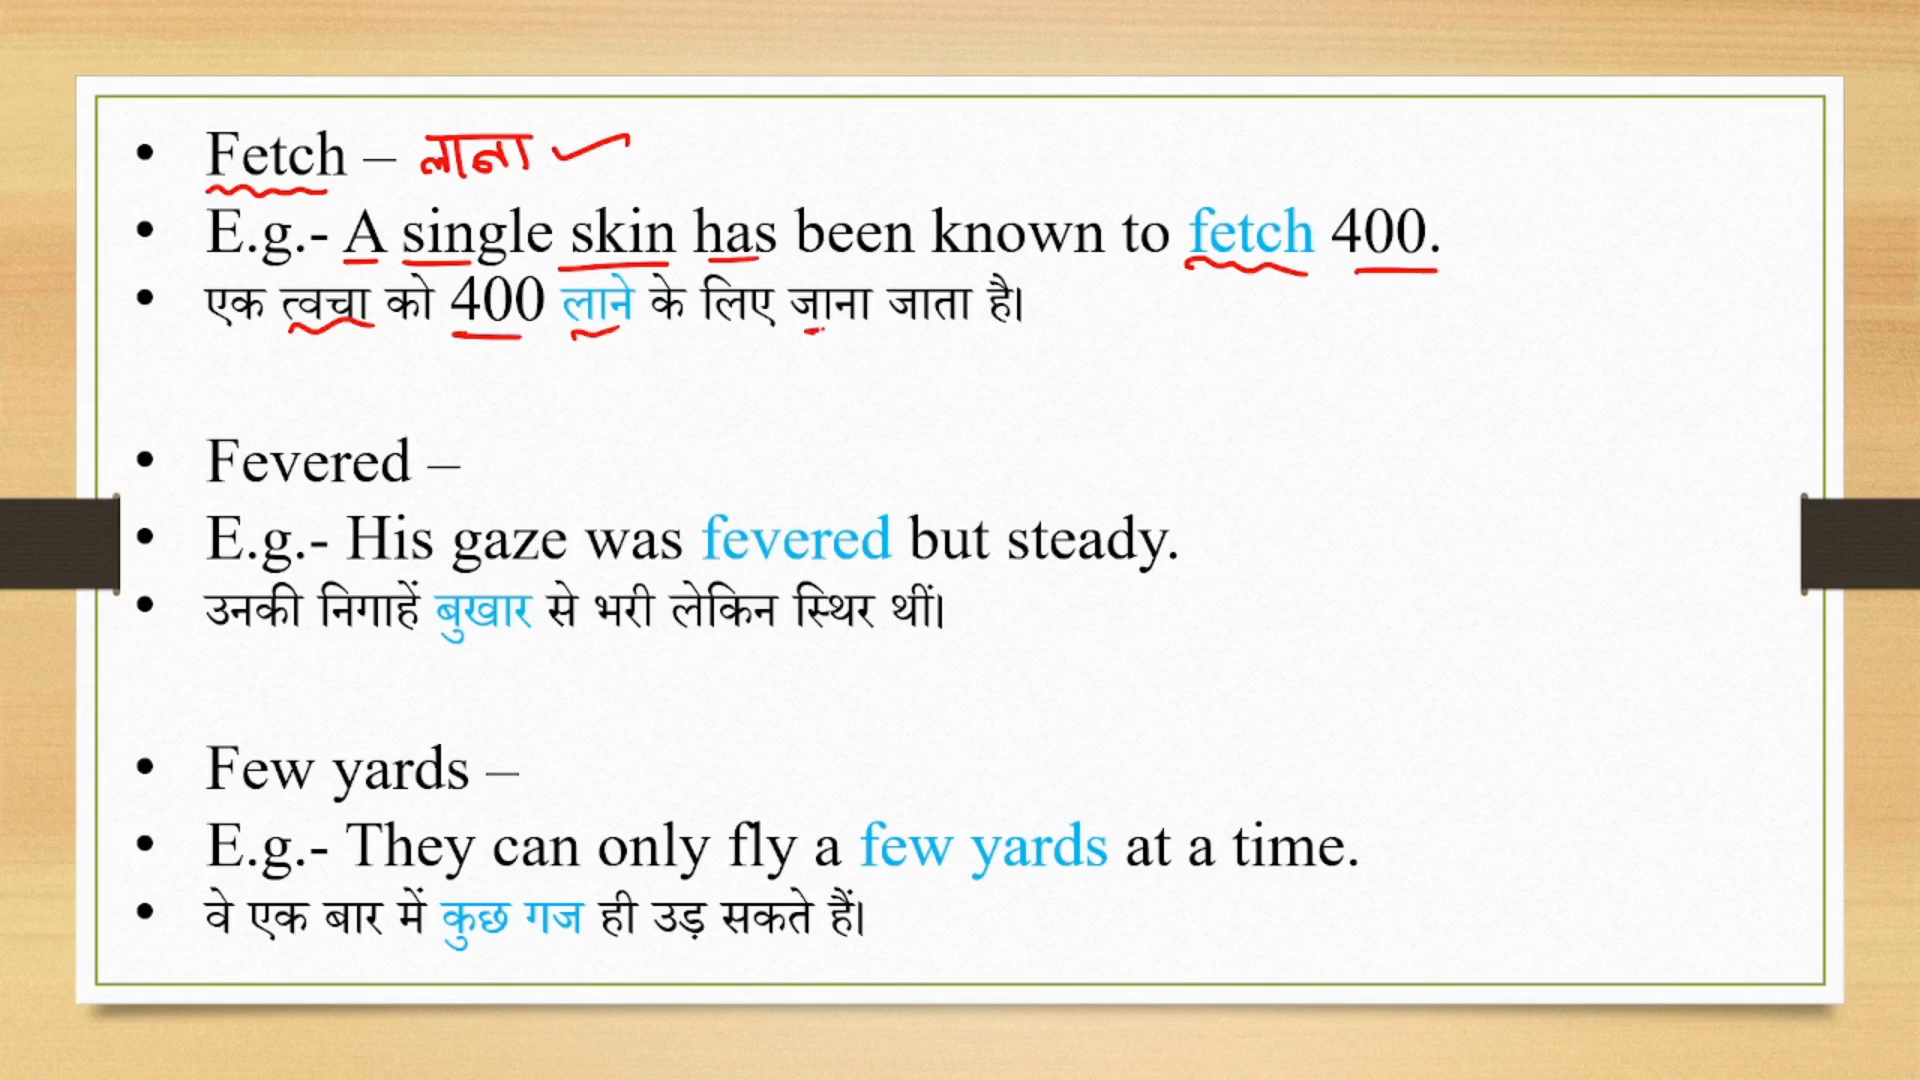 • Fetch – लाना ✓
• E.g.- A single skin has been known to fetch 400.
• एक त्वचा को 400 लाने के लिए जाना जाता है।
• Fevered –
• E.g.- His gaze was fevered but steady.
• उनकी निगाहें बुखार से भरी लेकिन स्थिर थीं।
• Few yards –
• E.g.- They can only fly a few yards at a time.
• वे एक बार में कुछ गज ही उड़ सकते हैं।